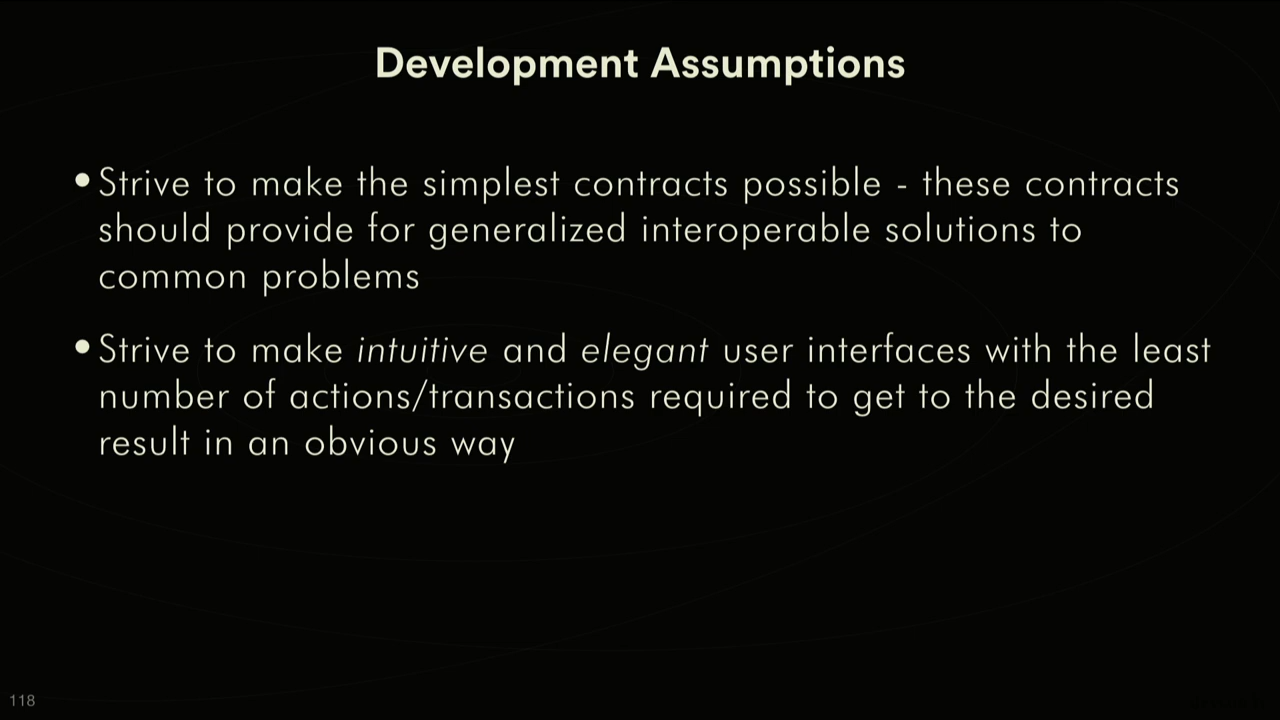 Development Assumptions
•Strive to make the simplest contracts possible - these contracts
should provide for generalized interoperable solutions to
common problems
•Strive to make intuitive and elegant user interfaces with the least
number of actions/transactions required to get to the desired
result in an obvious way
118